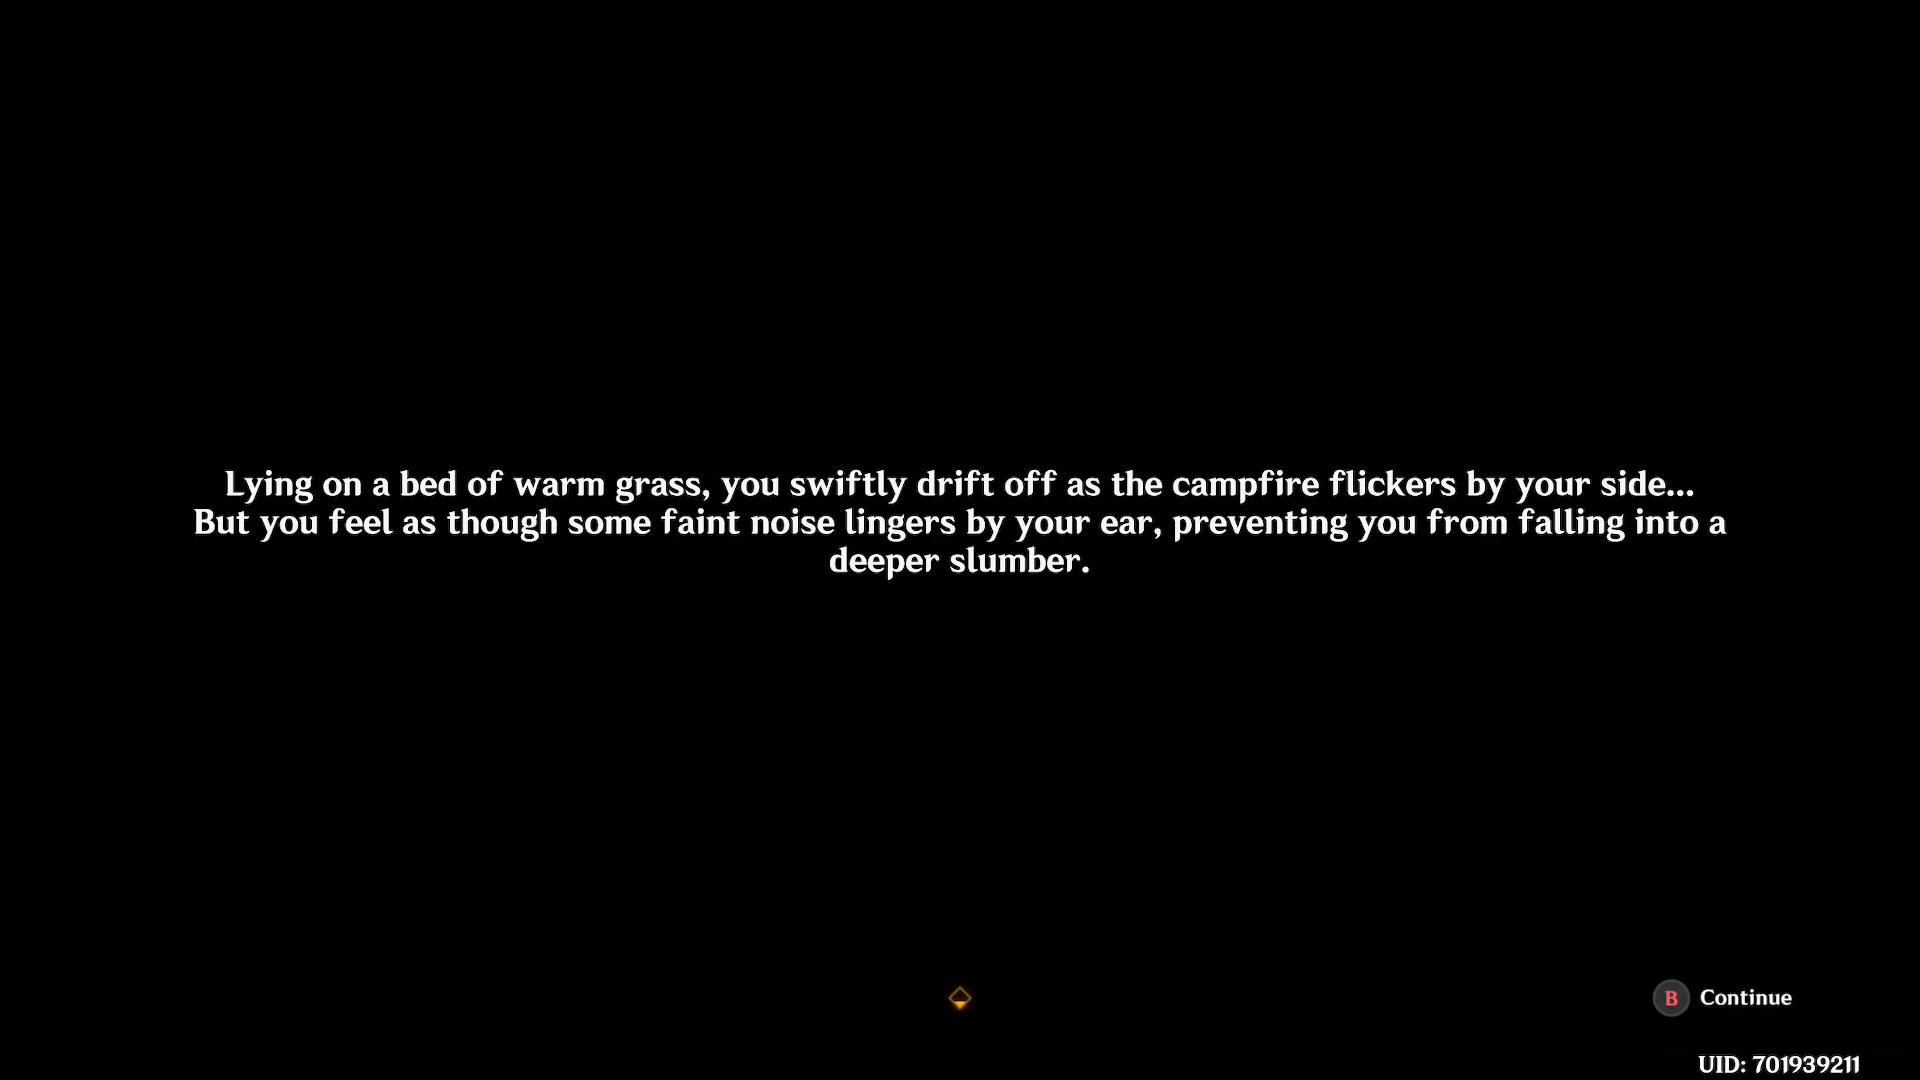 Lying on a bed of warm grass, you swiftly drift off as the campfire flickers by your side...
But you feel as though some faint noise lingers by your ear, preventing you from falling into a
deeper slumber.
B Continue
UID: 701939211